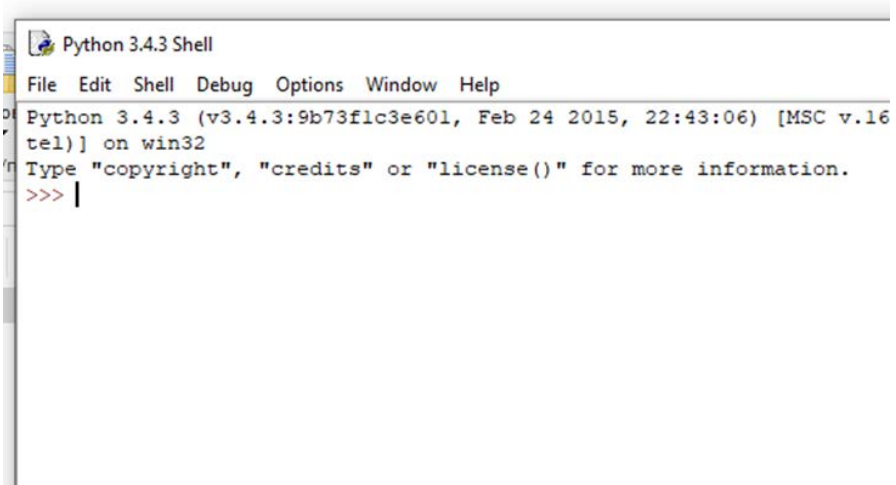 Python 3.4.3 Shell
File Edit Shell Debug Options Window Help
Python 3.4.3 (v3.4.3:9b73f1c3e601, Feb 24 2015, 22:43:06) [MSC v.16
tel)] on win32
Type "copyright", "credits" or "license()" for more information.
>>>